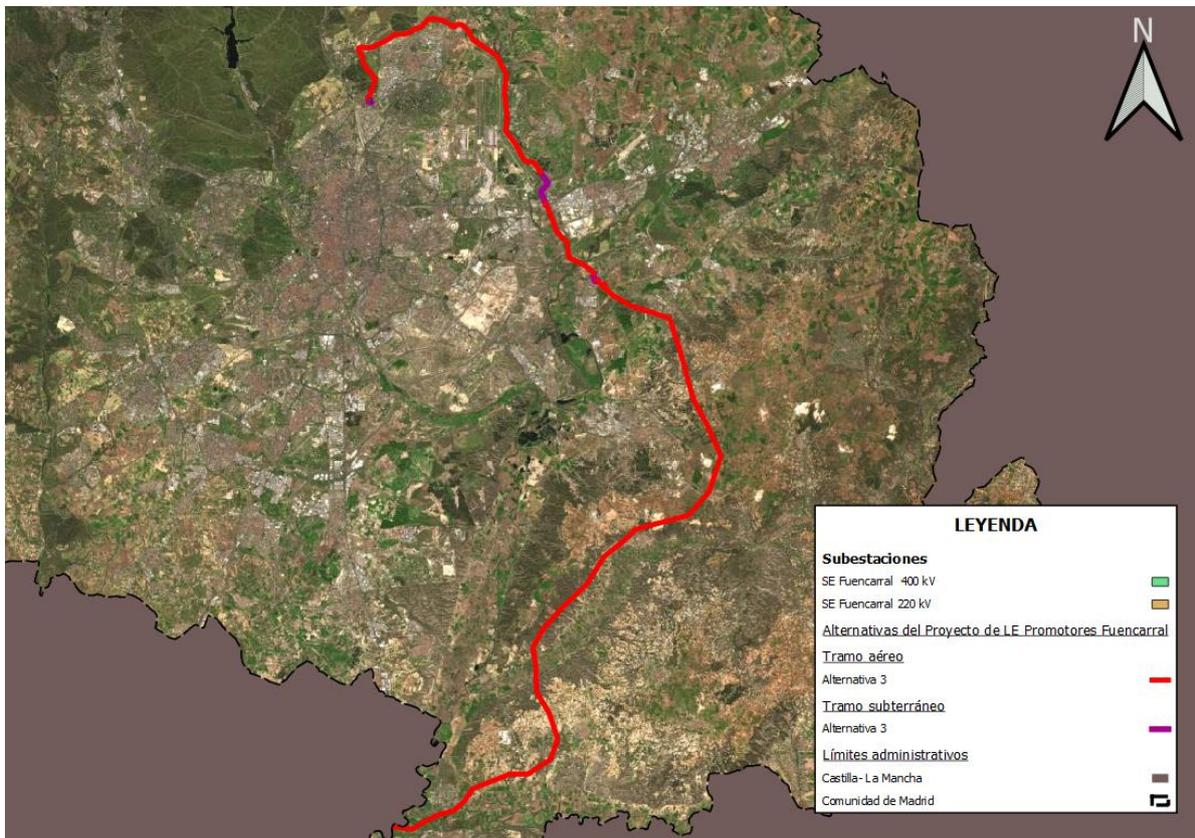 N
LEYENDA
Subestaciones
SE Fuencarral 400 kV
SE Fuencarral 220 kV
Alternativas del Proyecto de LE Promotores Fuencarral
Tramo aéreo
Alternativa 3
Tramo subterráneo
Alternativa 3
Límites administrativos
Castilla- La Mancha
Comunidad de Madrid